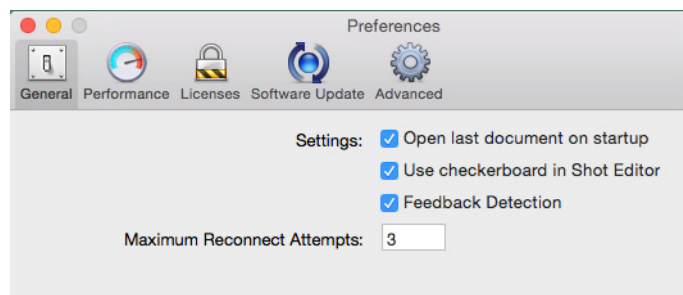 Preferences
General Performance Licenses Software Update Advanced
Settings: Open last document on startup
Use checkerboard in Shot Editor
Feedback Detection
Maximum Reconnect Attempts: 3